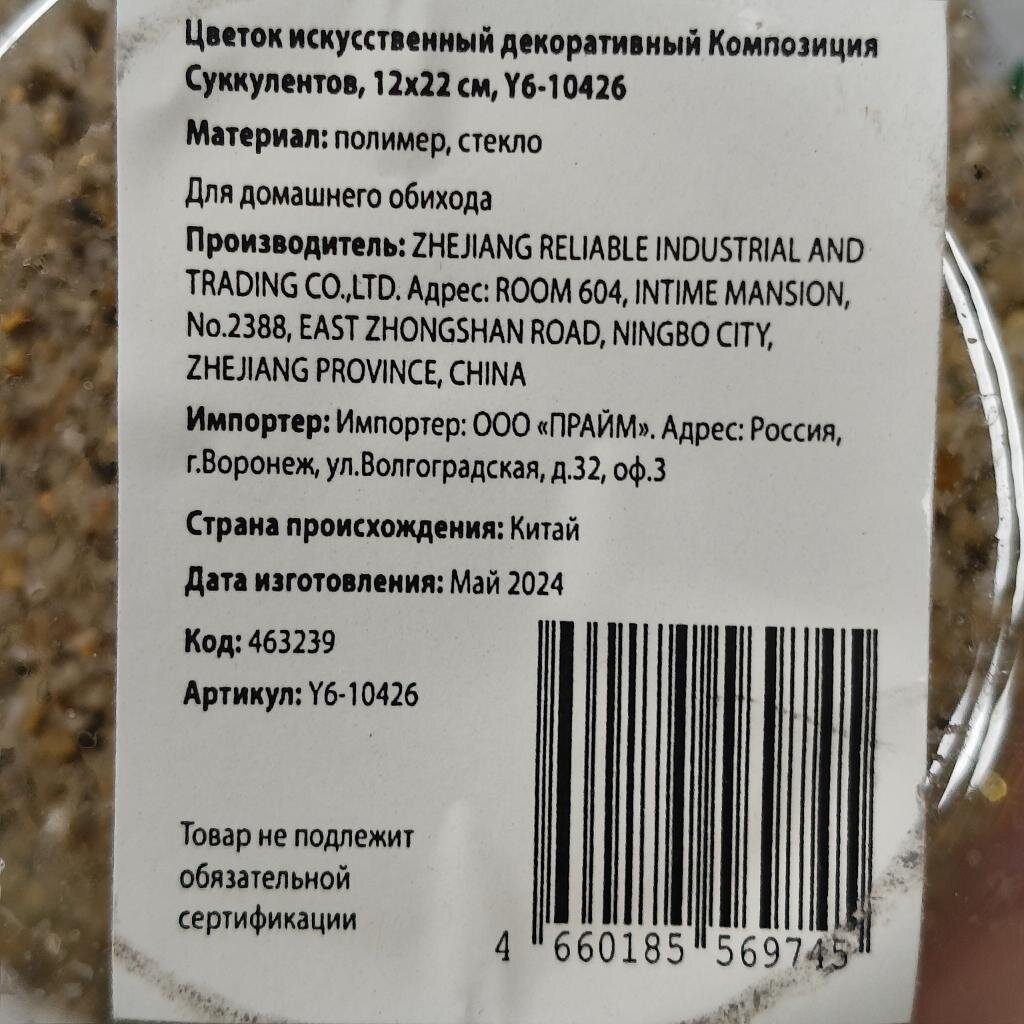 Цветок искусственный декоративный Композиция
Суккулентов, 12х22 см, Y6-10426
Материал: полимер, стекло
Для домашнего обихода
Производитель: ZHEJIANG RELIABLE INDUSTRIAL AND
TRADING CO.,LTD. Адрес: ROOM 604, INTIME MANSION,
No.2388, EAST ZHONGSHAN ROAD, NINGBO CITY,
ZHEJIANG PROVINCE, CHINA
Импортер: Импортер: ООО «ПРАЙМ». Адрес: Россия,
г.Воронеж, ул.Волгоградская, д.32, оф.3
Страна происхождения: Китай
Дата изготовления: Май 2024
Код: 463239
Артикул: Y6-10426
Товар не подлежит
обязательной
сертификации
4 660185 569745